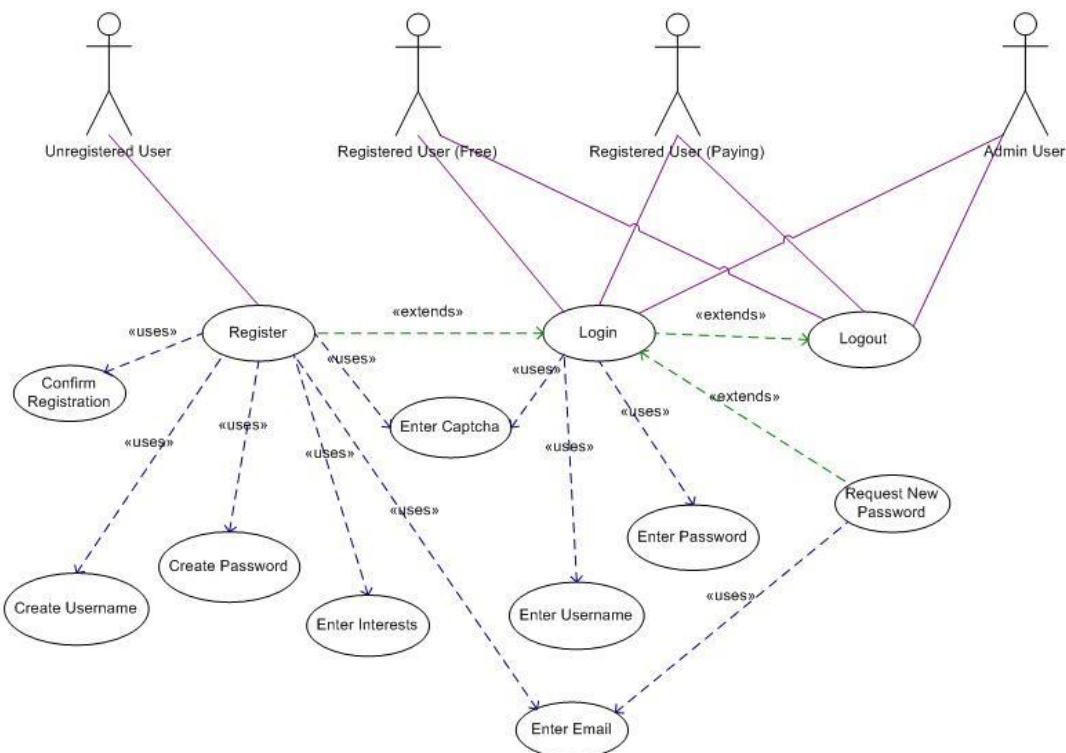 Unregistered User
Registered User (Free)
Registered User (Paying)
Admin User
«uses»
Register
«extends»
Login
«extends»
Logout
«uses»
«uses»
Confirm
Registration
«extends»
Enter Captcha
«uses»
«uses»
«uses»
«uses»
«uses»
Request New
Password
«uses»
Enter Password
Create Password
Create Username
Enter Interests
Enter Username
«uses»
Enter Email